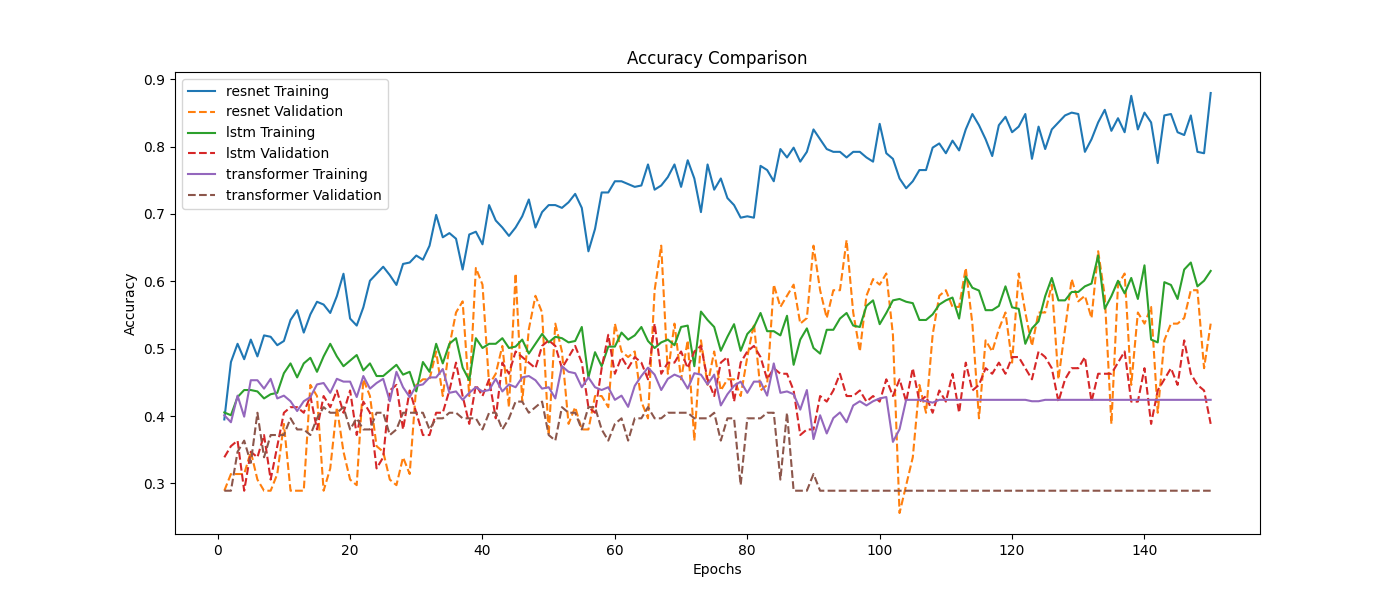 Accuracy Comparison
resnet Training
resnet Validation
lstm Training
lstm Validation
transformer Training
transformer Validation
Accuracy
0.9
0.8
0.7
0.6
0.5
0.4
0.3
0 20 40 60 80 100 120 140
Epochs